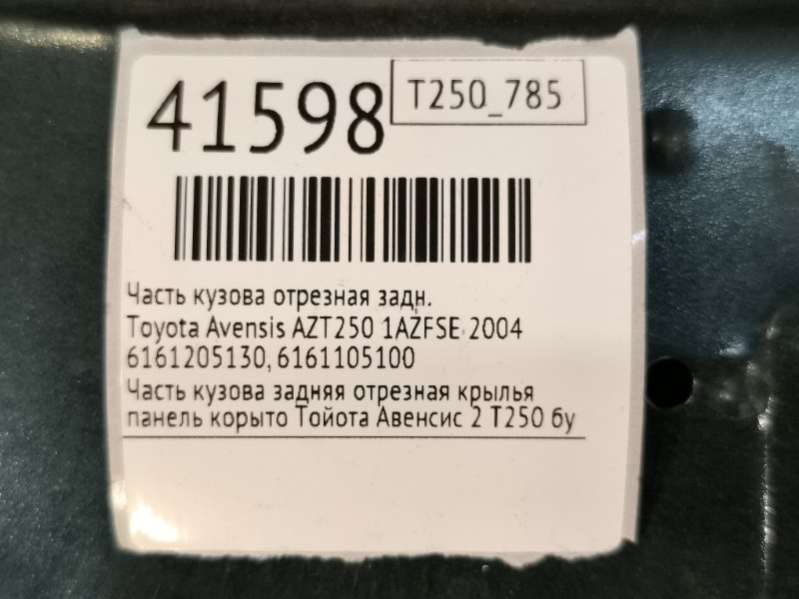 41598
T250_785
Часть кузова отрезная задн.
Toyota Avensis AZT250 1AZFSE 2004
6161205130, 6161105100
Часть кузова задняя отрезная крылья
панель корыто Тойота Авенсис 2 Т250 бу